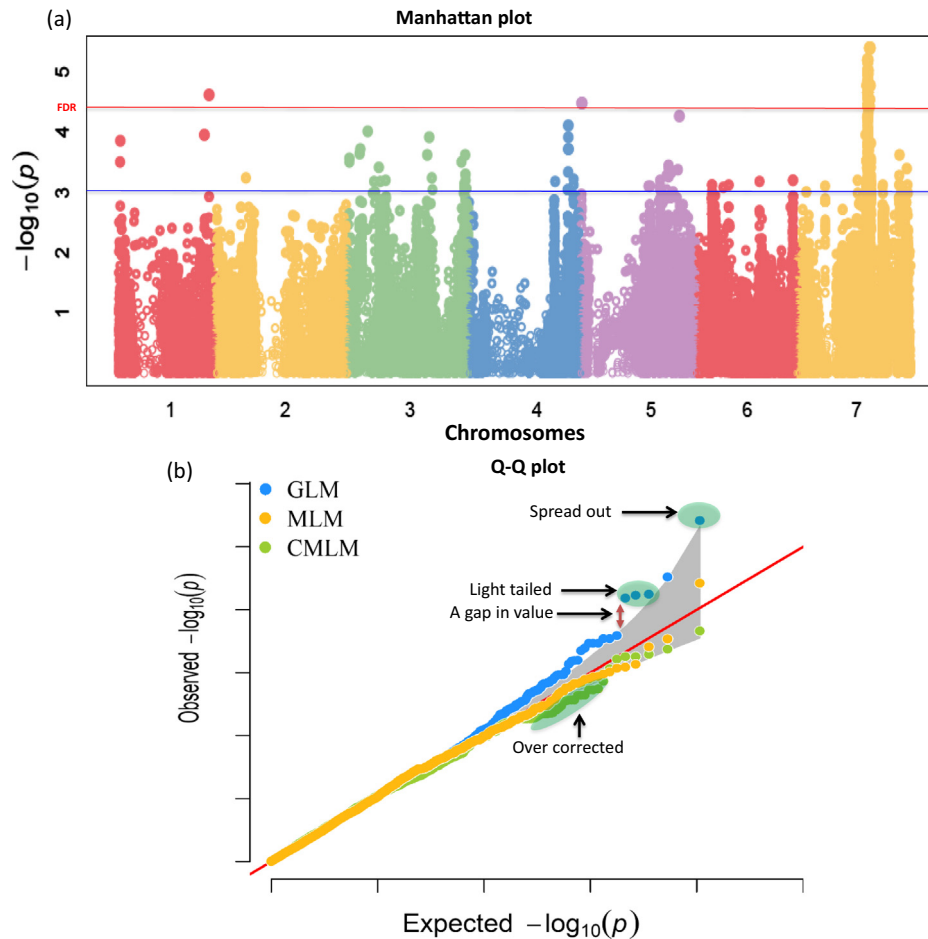 (a)
Manhattan plot
5
FDR
4
3
2
1
−log10(p)
1 2 3 4 5 6 7
Chromosomes
(b)
Q-Q plot
GLM
MLM
CMLM
Spread out
Light tailed
A gap in value
Over corrected
Observed −log10(p)
Expected −log10(p)